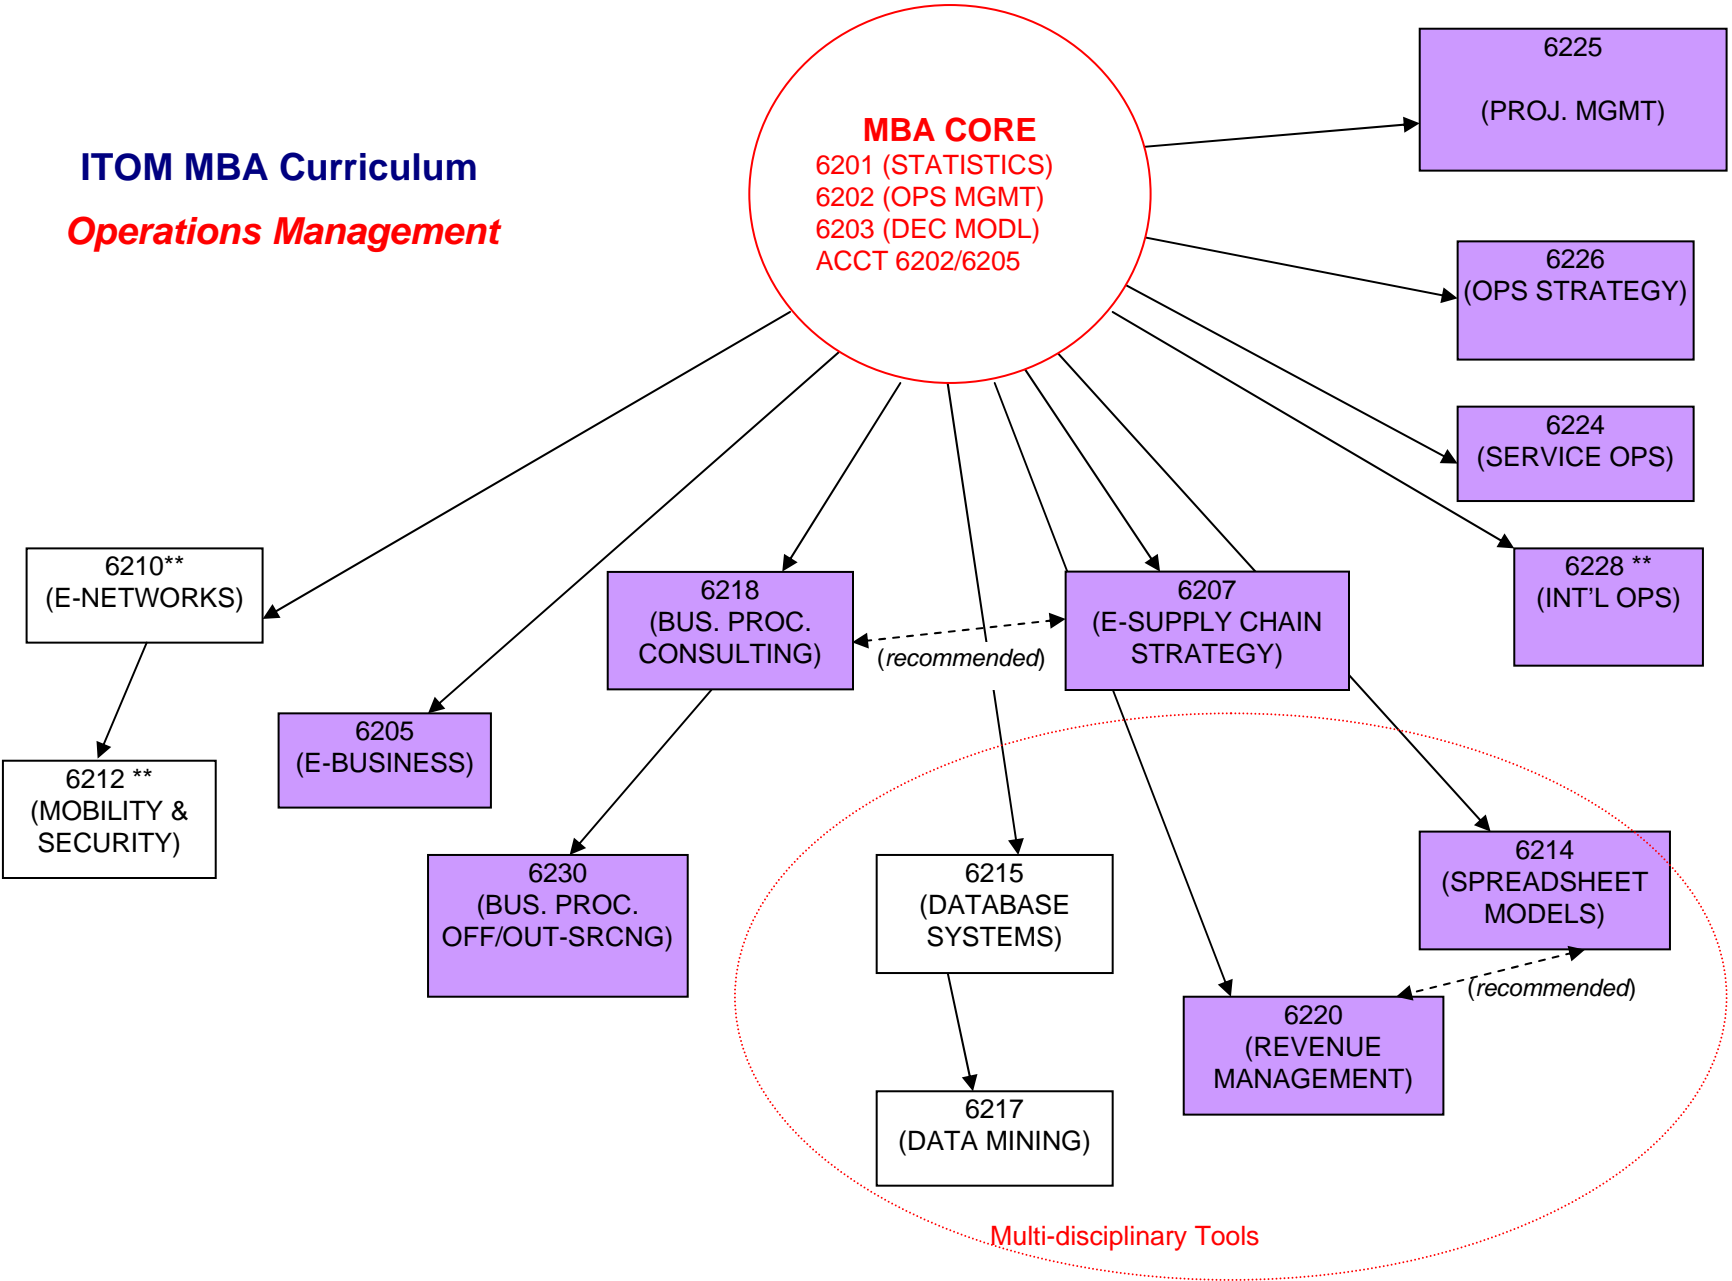 ITOM MBA Curriculum
Operations Management
MBA CORE
6201 (STATISTICS)
6202 (OPS MGMT)
6203 (DEC MODL)
ACCT 6202/6205
6225
(PROJ. MGMT)
6226
(OPS STRATEGY)
6224
(SERVICE OPS)
6228 **
(INT’L OPS)
6210**
(E-NETWORKS)
6218
(BUS. PROC.
CONSULTING)
(recommended)
6207
(E-SUPPLY CHAIN
STRATEGY)
6212 **
(MOBILITY &
SECURITY)
6205
(E-BUSINESS)
6230
(BUS. PROC.
OFF/OUT-SRCNG)
6215
(DATABASE
SYSTEMS)
6214
(SPREADSHEET
MODELS)
(recommended)
6220
(REVENUE
MANAGEMENT)
6217
(DATA MINING)
Multi-disciplinary Tools